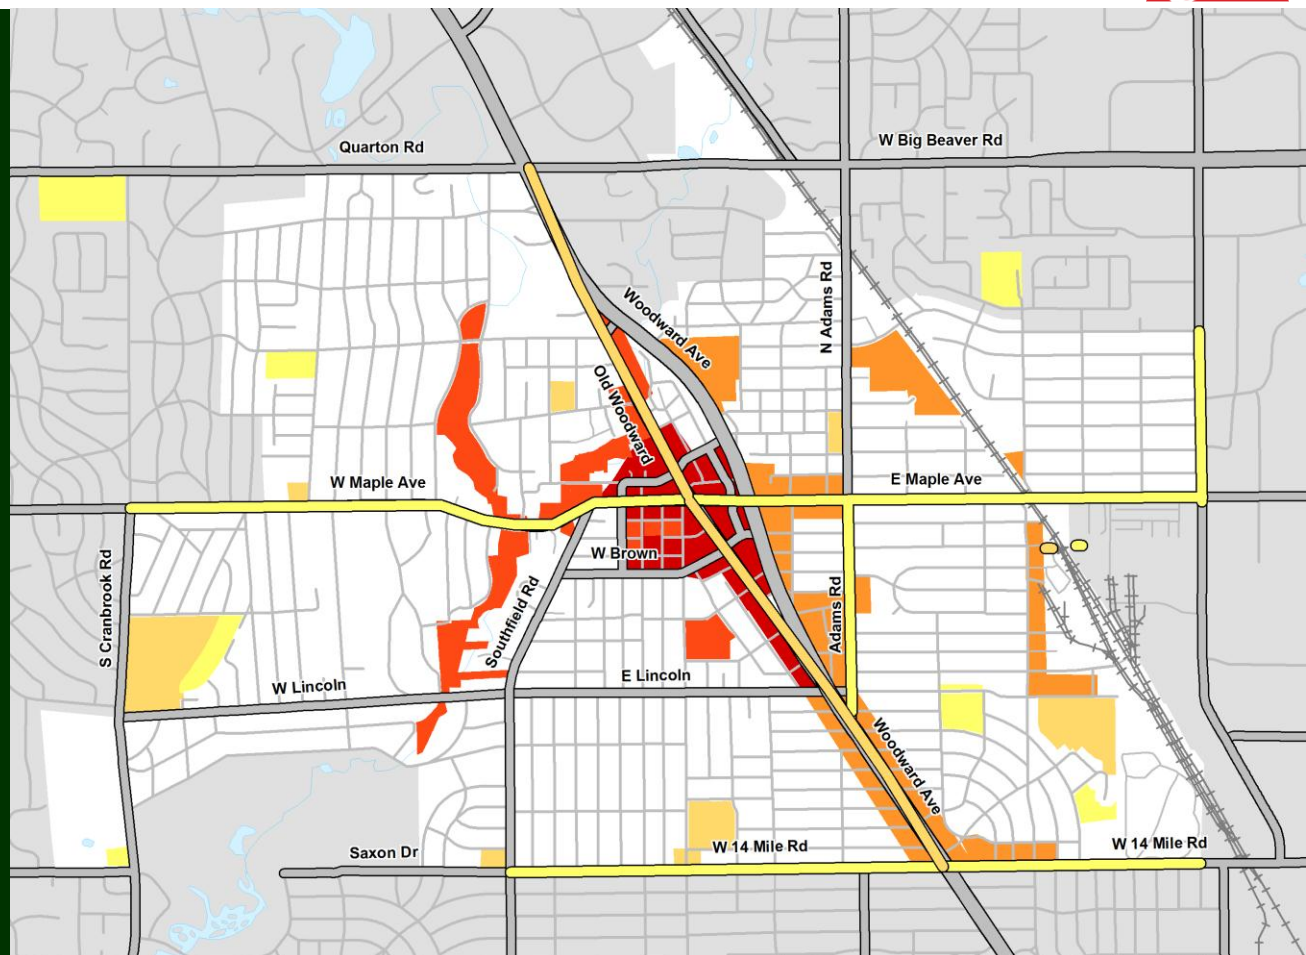 Quarton Rd
W Big Beaver Rd
Woodward Ave
N Adams Rd
Old Woodward
W Maple Ave
E Maple Ave
W Brown
S Cranbrook Rd
Southfield Rd
Adams Rd
W Lincoln
E Lincoln
Woodward Ave
Saxon Dr
W 14 Mile Rd
W 14 Mile Rd